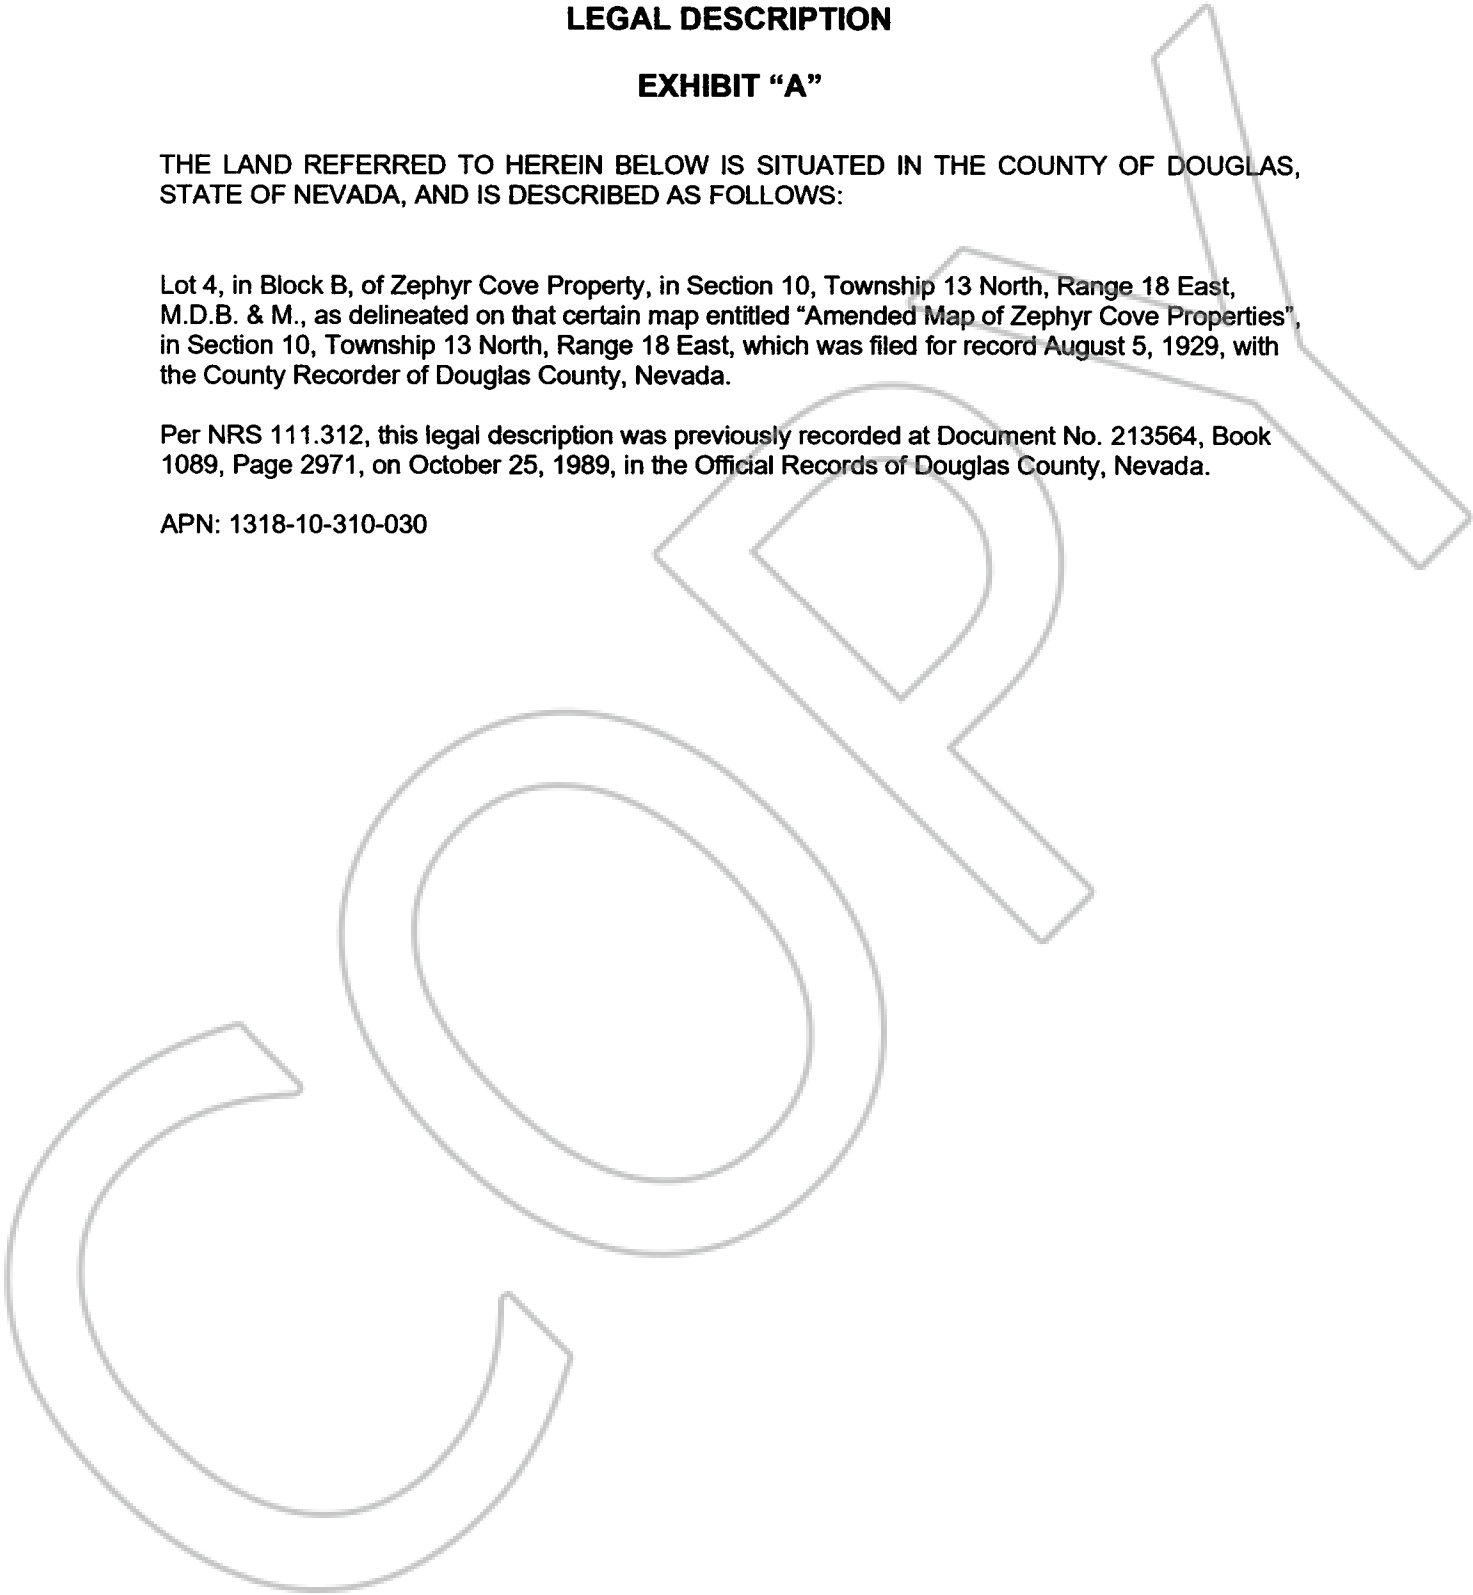 LEGAL DESCRIPTION
EXHIBIT “A”
THE LAND REFERRED TO HEREIN BELOW IS SITUATED IN THE COUNTY OF DOUGLAS,
STATE OF NEVADA, AND IS DESCRIBED AS FOLLOWS:
Lot 4, in Block B, of Zephyr Cove Property, in Section 10, Township 13 North, Range 18 East,
M.D.B. & M., as delineated on that certain map entitled “Amended Map of Zephyr Cove Properties”,
in Section 10, Township 13 North, Range 18 East, which was filed for record August 5, 1929, with
the County Recorder of Douglas County, Nevada.
Per NRS 111.312, this legal description was previously recorded at Document No. 213564, Book
1089, Page 2971, on October 25, 1989, in the Official Records of Douglas County, Nevada.
APN: 1318-10-310-030
COPY